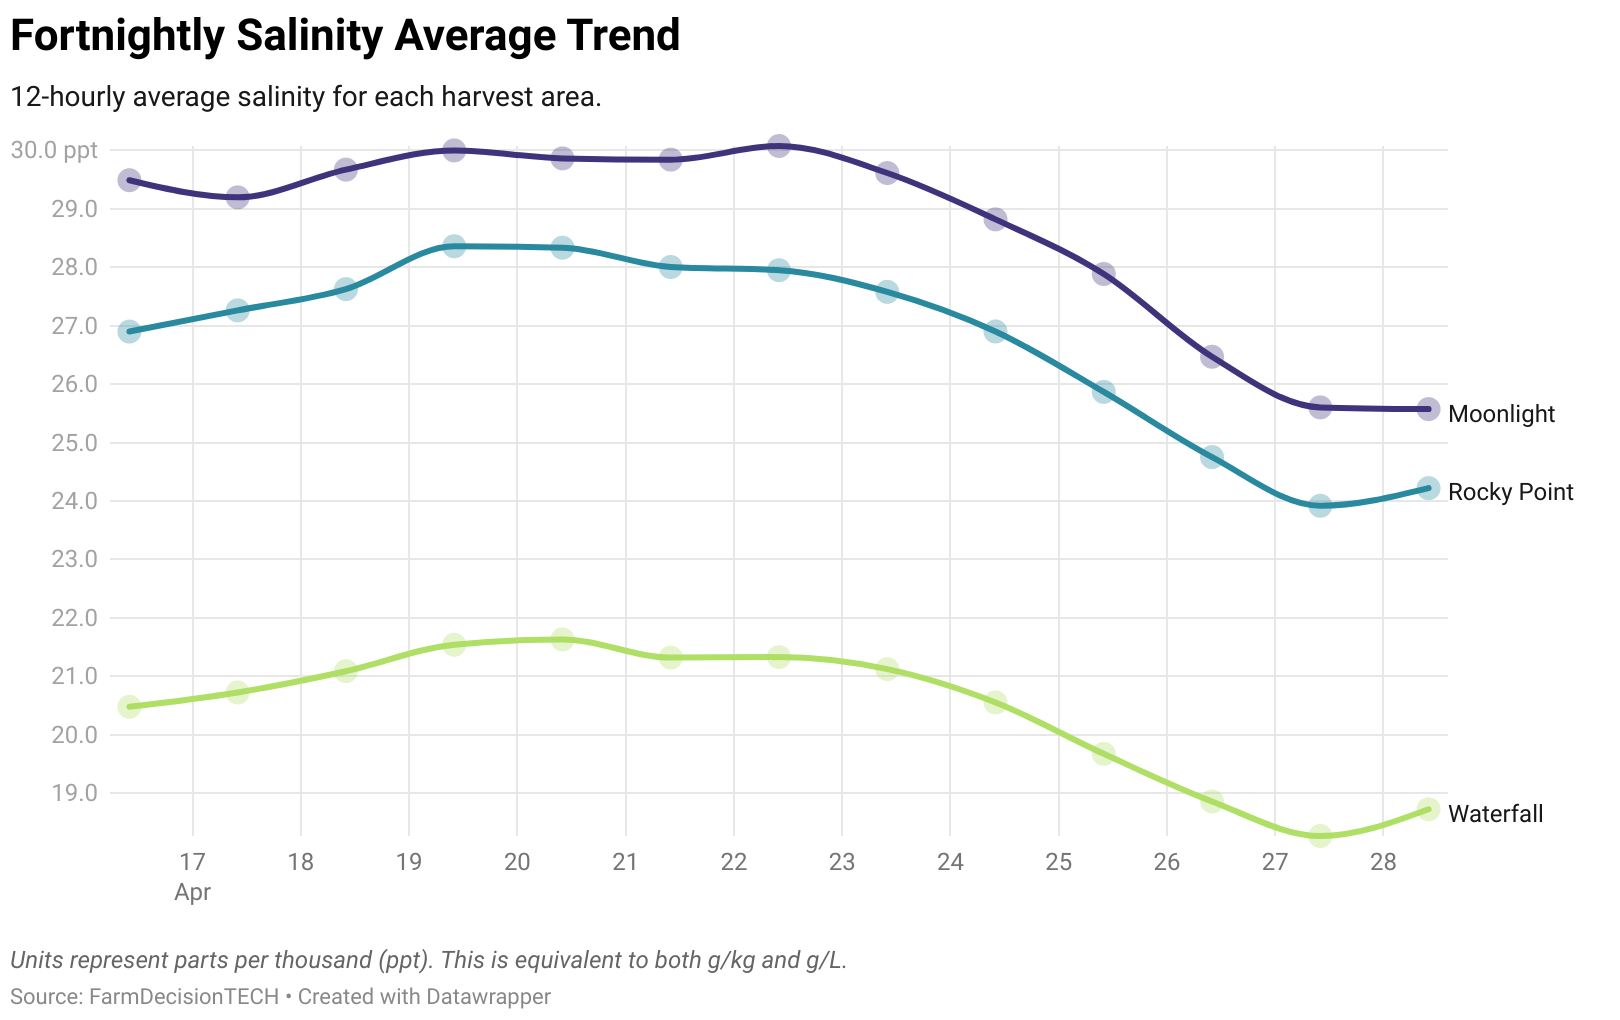 Fortnightly Salinity Average Trend
12-hourly average salinity for each harvest area.
30.0 ppt
29.0
28.0
27.0
26.0
25.0
24.0
23.0
22.0
21.0
20.0
19.0
Moonlight
Rocky Point
Waterfall
17 18 19 20 21 22 23 24 25 26 27 28
Apr
Units represent parts per thousand (ppt). This is equivalent to both g/kg and g/L.
Source: FarmDecisionTECH • Created with Datawrapper